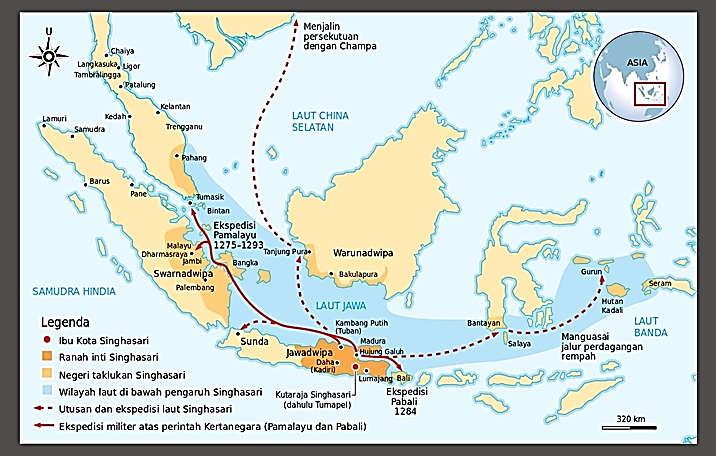 U
Menjalin
persekutuan
dengan Champa
ASIA
Chaiya
Langkasuka
Ligor
Tambralingga
Patalung
Kelantan
Kedah
Trengganu
Lamuri
Samudra
Pahang
LAUT CHINA
SELATAN
Barus
Pane
Tumasik
Bintan
Ekspedisi
Pamalayu
1275-1293
Malayu
Dharmasraya
Jambi
Bangka
Swarnadwipa
Palembang
Tanjung Pura
Warunadwipa
Bakulapura
Gurun
Seram
Hutan
Kadali
SAMUDRA HINDIA
LAUT JAWA
LAUT
BANDA
Bantayan
Salaya
Manguasai
jalur perdagangan
rempah
Kambang Putih
(Tuban)
Sunda
Madura
Jawadwipa
Hujung Galuh
Daha
(Kadiri)
Lumajang
Bali
Kutaraja Singhasari
(dahulu Tumapel)
Ekspedisi
Pabali
1284
320 km
Legenda
Ibu Kota Singhasari
Ranah inti Singhasari
Negeri taklukan Singhasari
Wilayah laut di bawah pengaruh Singhasari
Utusan dan ekspedisi laut Singhasari
Ekspedisi militer atas perintah Kertanegara (Pamalayu dan Pabali)